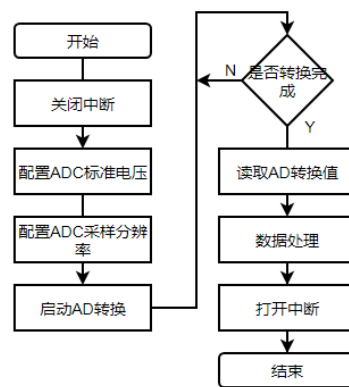 开始
关闭中断
配置ADC标准电压
配置ADC采样分辨
率
启动AD转换
是否转换完
成
N
Y
读取AD转换值
数据处理
打开中断
结束